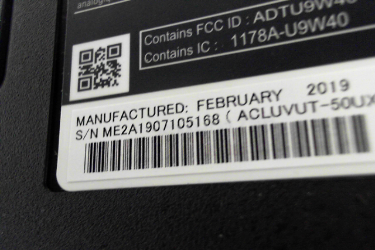 Contains FCC ID : ADTU9W40
Contains IC : 1178A-U9W40
MANUFACTURED: FEBRUARY 2019
S/N ME2A1907105168 ( ACLUVUT-50UX